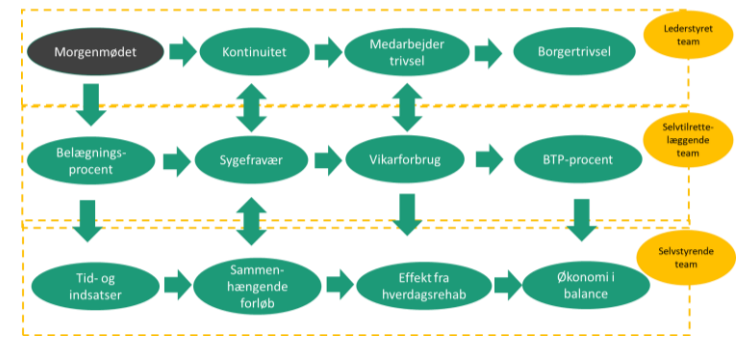 Morgenmødet
Kontinuitet
Medarbejder
trivsel
Borgertrivsel
Lederstyret
team
Belægnings-
procent
Sygefravær
Vikarforbrug
BTP-procent
Selvtilrette-
læggende
team
Tid- og
indsatser
Sammen-
hængende
forløb
Effekt fra
hverdagsrehab
Økonomi i
balance
Selvstyrende
team